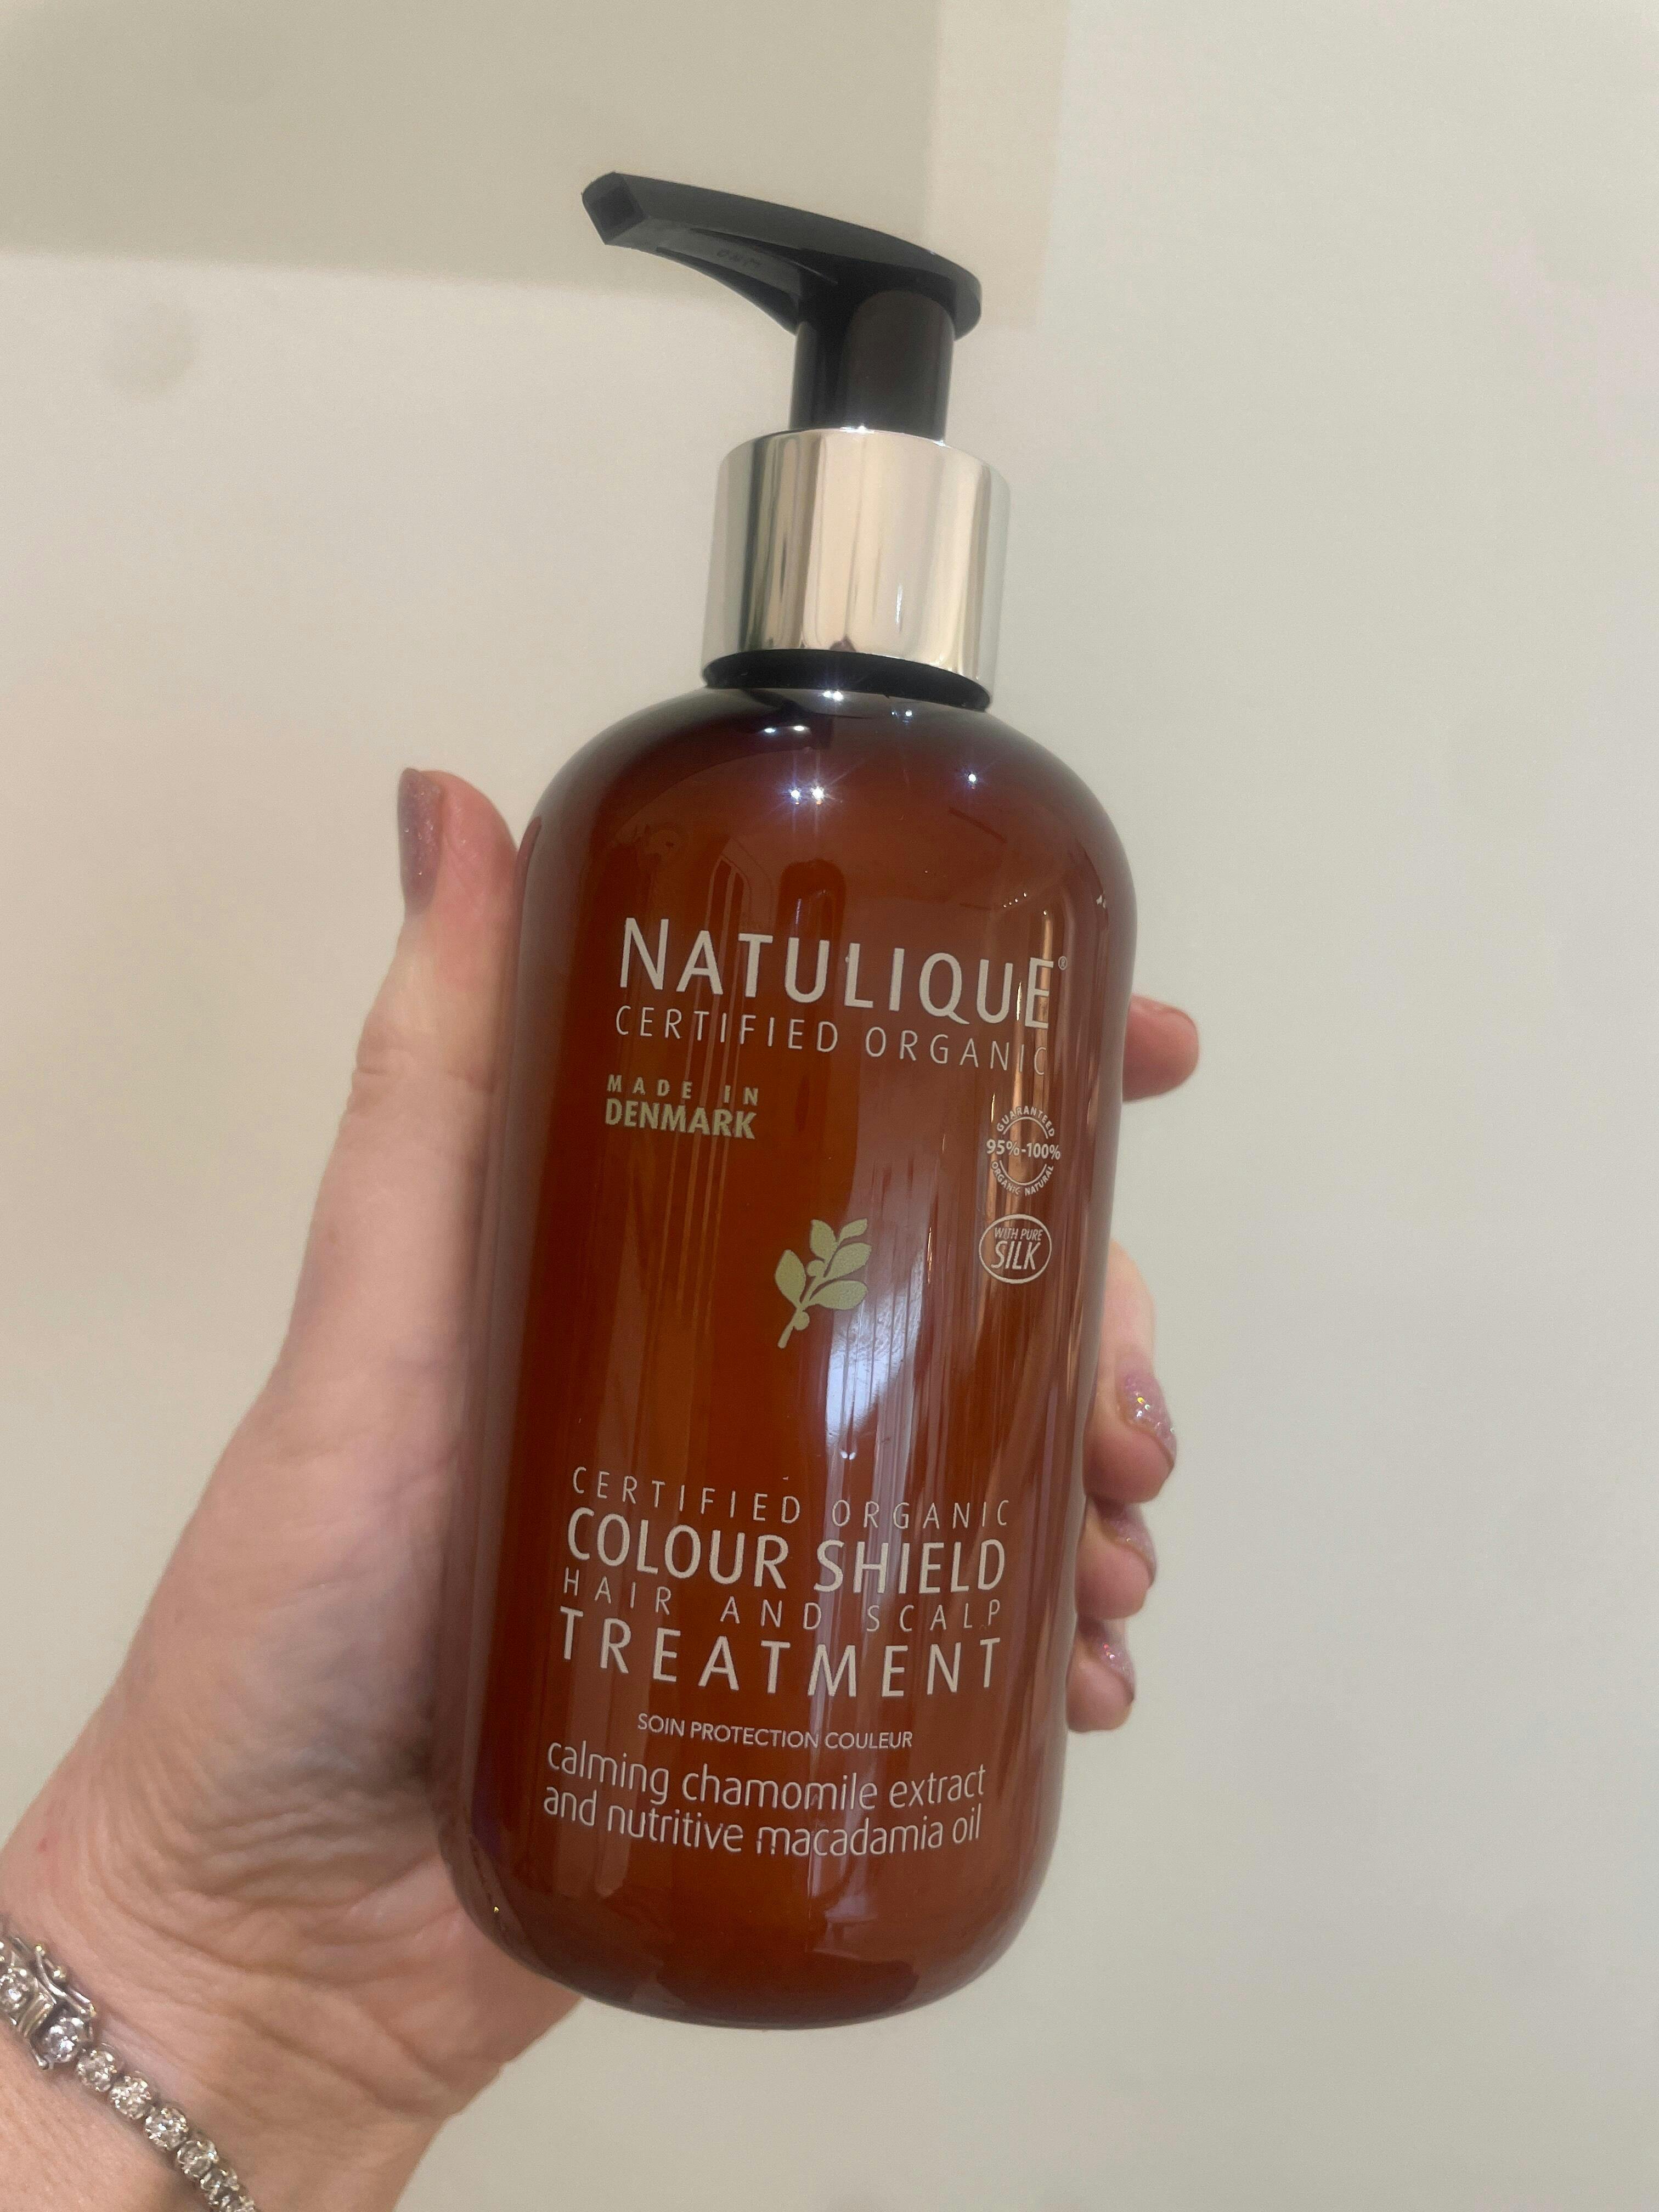 NATULIQUE®
CERTIFIED ORGANIC
MADE IN
DENMARK
GUARANTEED
95%-100%
ORGANIC NATURAL
WITH PURE
SILK
CERTIFIED ORGANIC
COLOUR SHIELD
HAIR AND SCALP
TREATMENT
SOIN PROTECTION COULEUR
calming chamomile extract
and nutritive macadamia oil